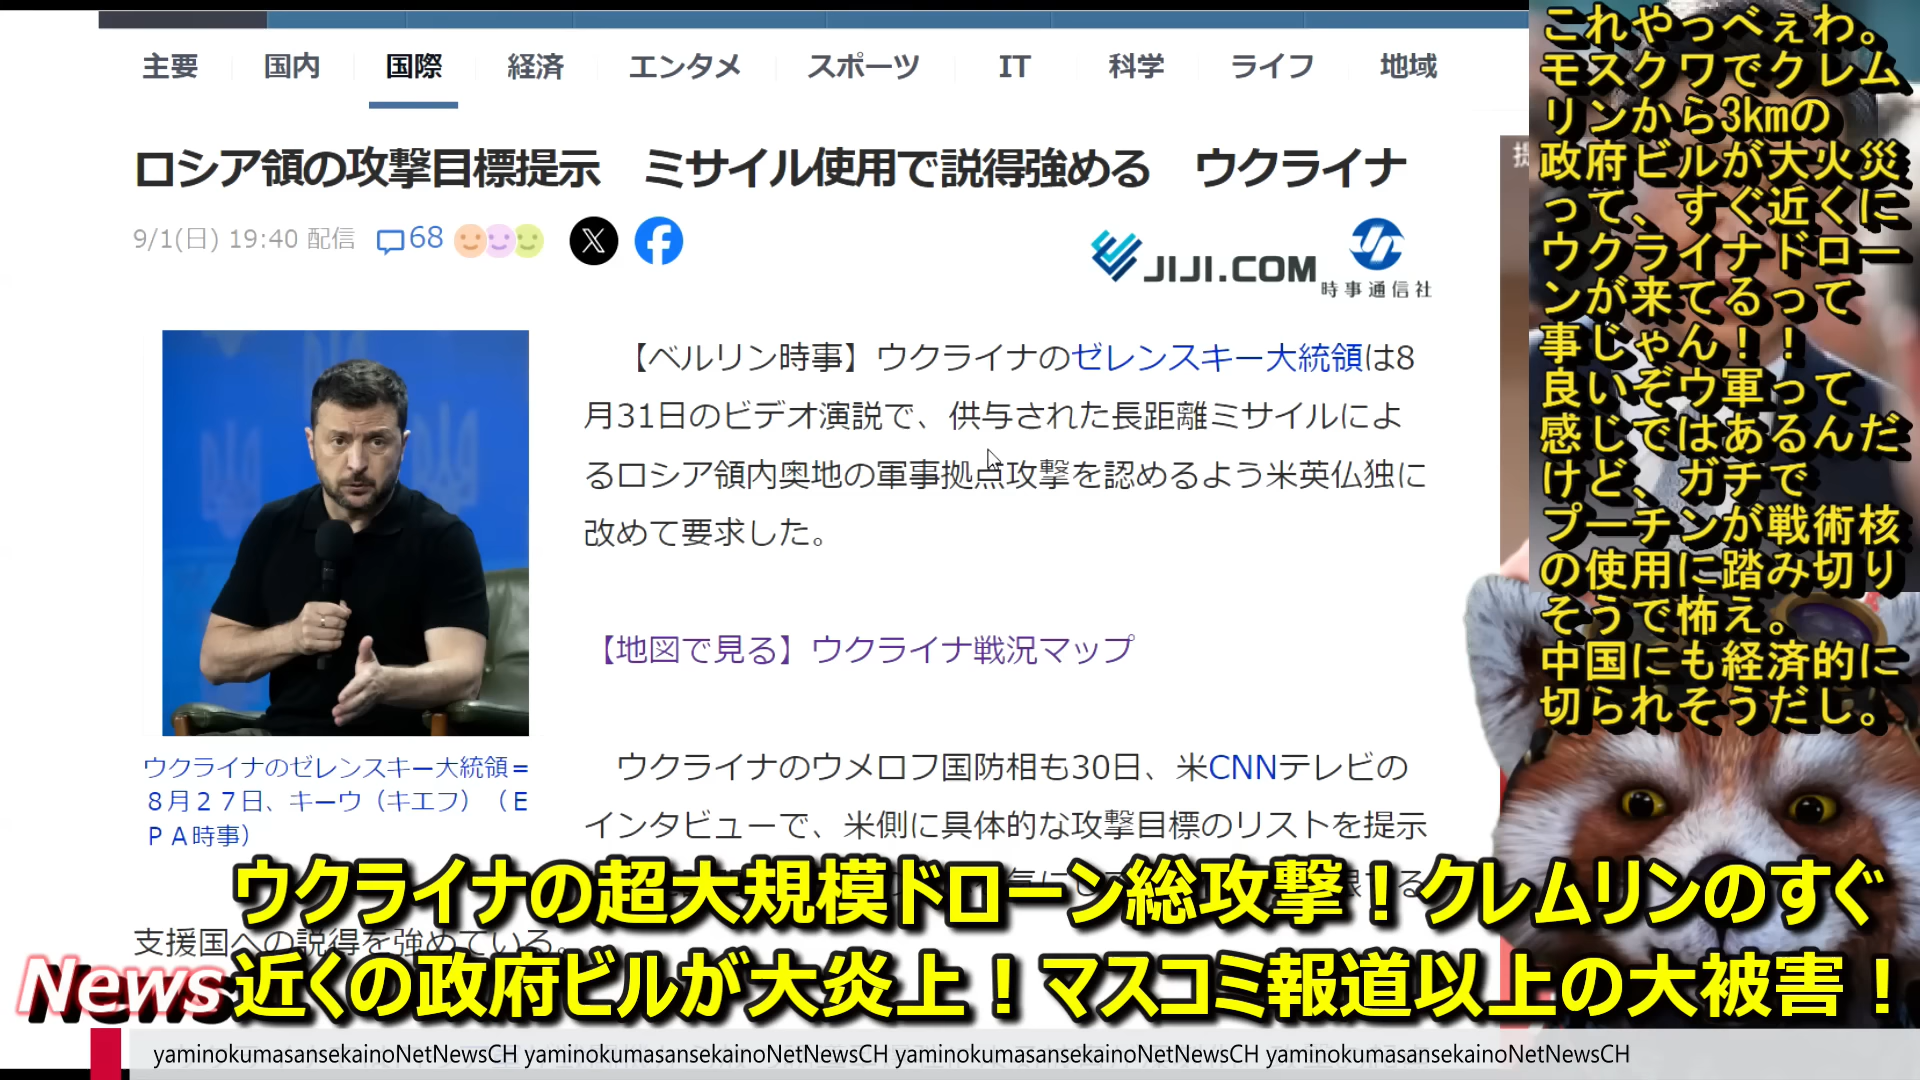 主要 国内 国際 経済 エンタメ スポーツ IT 科学 ライフ 地域
ロシア領の攻撃目標提示　ミサイル使用で説得強める　ウクライナ
9/1(日) 19:40 配信 68
JIJI.COM 時事通信社
【ベルリン時事】ウクライナのゼレンスキー大統領は8
月31日のビデオ演説で、供与された長距離ミサイルによ
るロシア領内奥地の軍事拠点攻撃を認めるよう米英仏独に
改めて要求した。
【地図で見る】ウクライナ戦況マップ
ウクライナのウメロフ国防相も30日、米CNNテレビの
インタビューで、米側に具体的な攻撃目標のリストを提示
支援国への説得を強めている。
ウクライナのゼレンスキー大統領＝
８月２７日、キーウ（キエフ）（Ｅ
ＰＡ時事）
これやっべぇわ。
モスクワでクレム
リンから3kmの
政府ビルが大火災
って、すぐ近くに
ウクライナドロー
ンが来てるって
事じゃん！！
良いぞウ軍って
感じではあるんだ
けど、ガチで
プーチンが戦術核
の使用に踏み切り
そうで怖え。
中国にも経済的に
切られそうだし。
ウクライナの超大規模ドローン総攻撃！クレムリンのすぐ
近くの政府ビルが大炎上！マスコミ報道以上の大被害！
News
yaminokumasansekainoNetNewsCH yaminokumasansekainoNetNewsCH yaminokumasansekainoNetNewsCH yaminokumasansekainoNetNewsCH